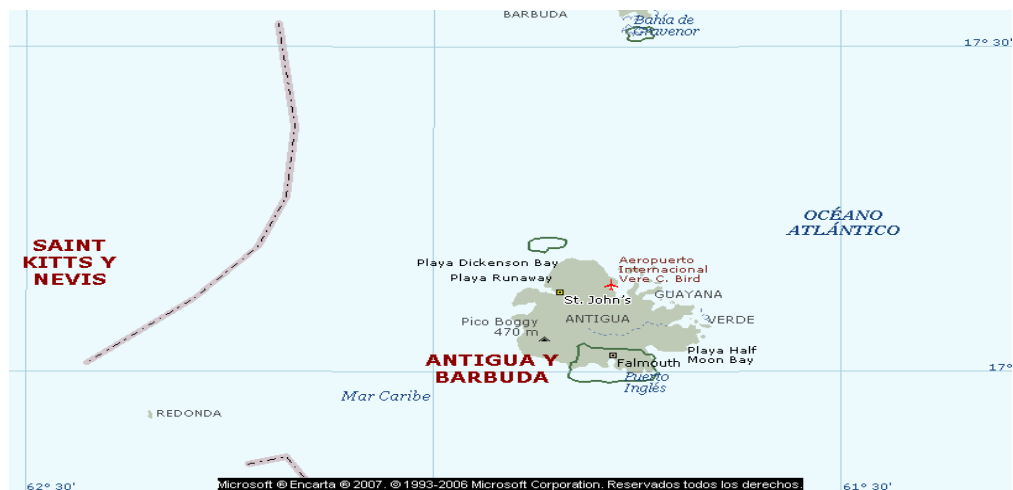 BARBUDA
Bahía de
Gravenor
17° 30'
OCÉANO
ATLÁNTICO
SAINT
KITTS Y
NEVIS
Playa Dickenson Bay
Playa Runaway
Aeropuerto
Internacional
Vere C. Bird
St. John's
GUAYANA
ANTIGUA
VERDE
Pico Boggy
470 m
ANTIGUA Y
BARBUDA
Playa Half
Moon Bay
Falmouth
Puerto
Inglés
17°
Mar Caribe
REDONDA
62° 30'
Microsoft ® Encarta ® 2007. © 1993-2006 Microsoft Corporation. Reservados todos los derechos.
61° 30'